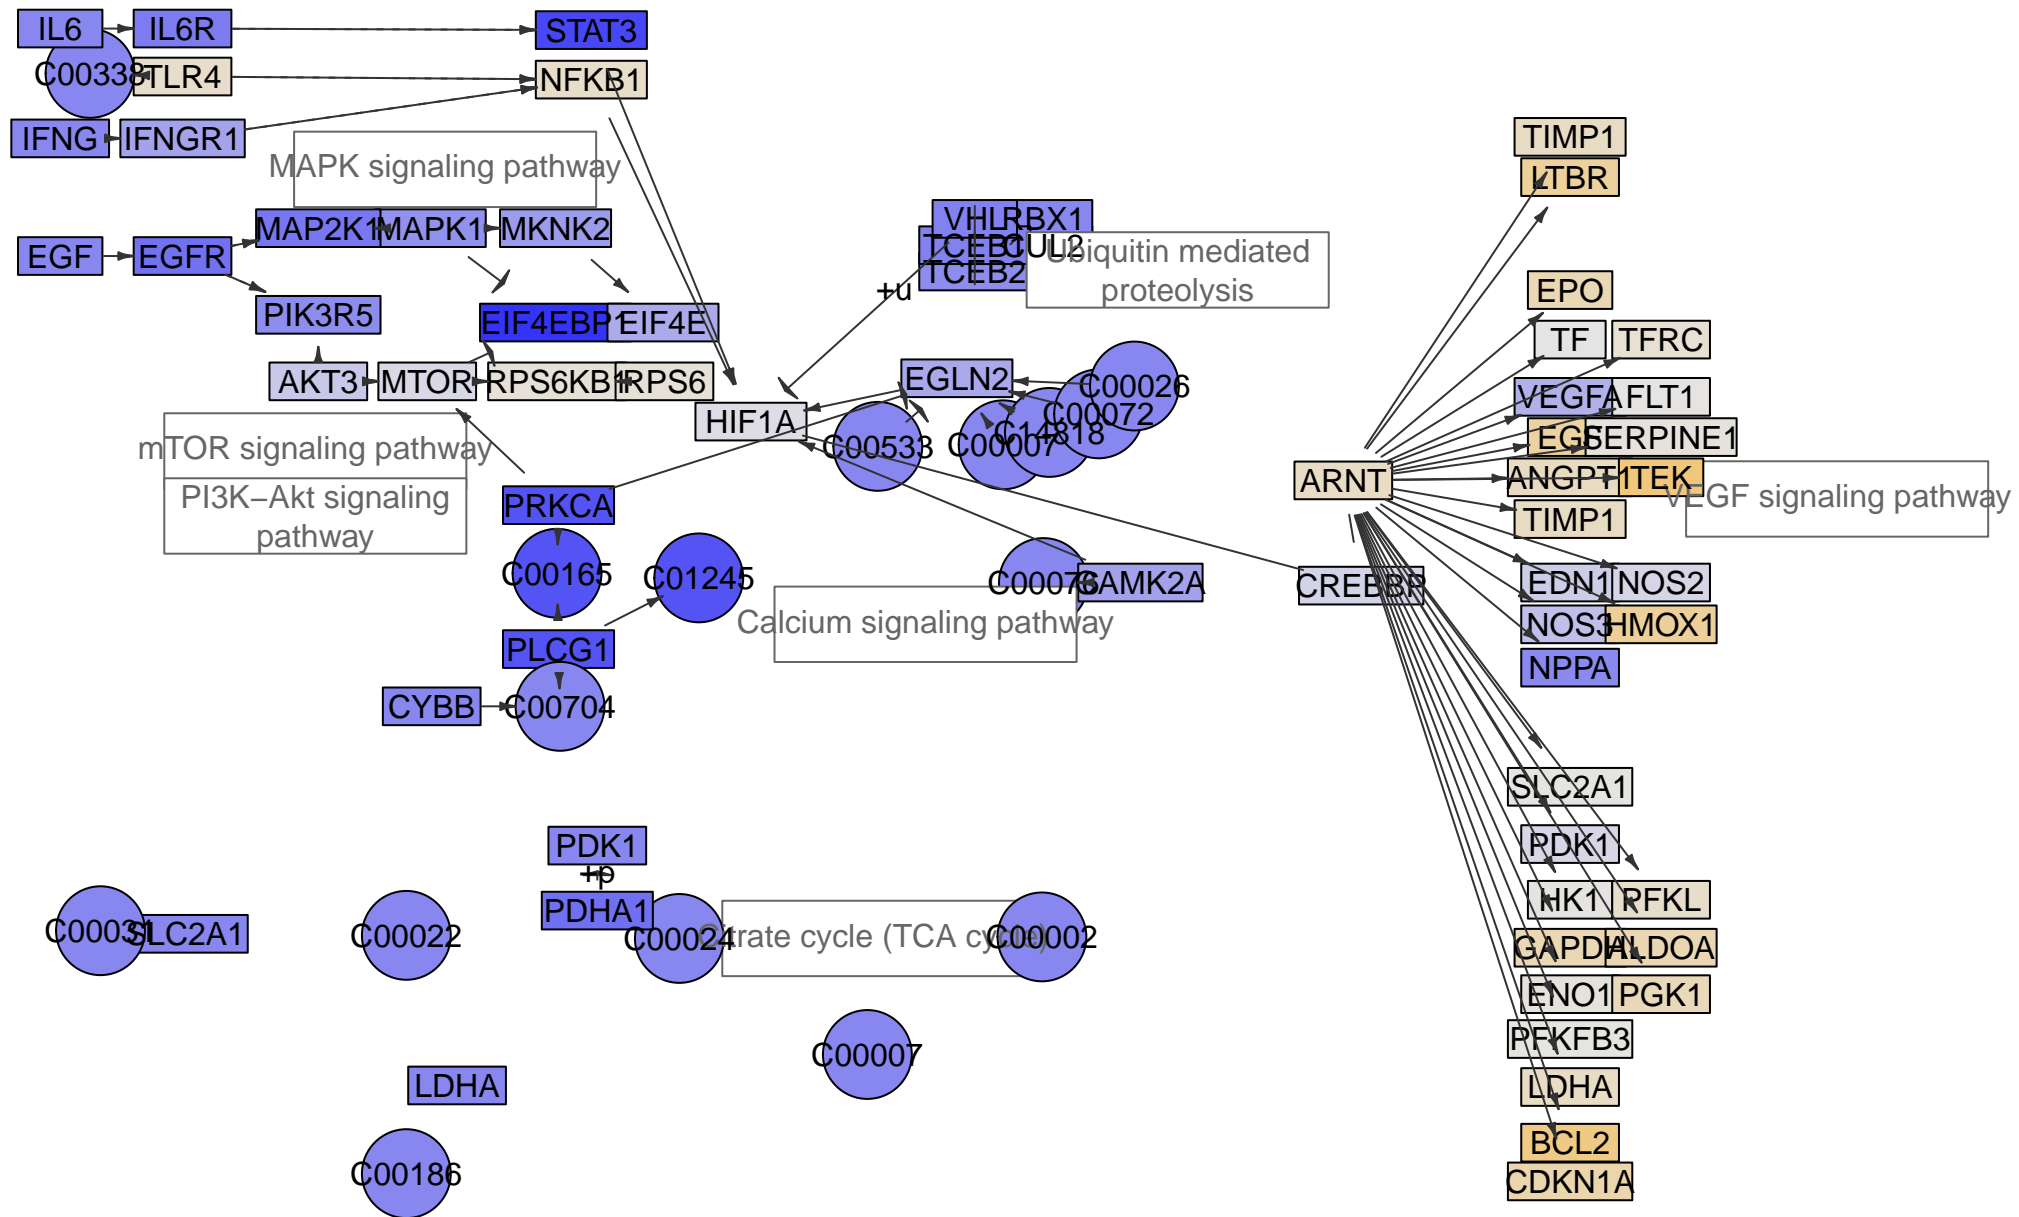 IL6
IL6R
STAT3
C00338
TLR4
NFKB1
IFNG
IFNGR1
MAPK signaling pathway
MAP2K1
MAPK1
MKNK2
EGF
EGFR
PIK3R5
EIF4EBP1
EIF4E
AKT3
MTOR
RPS6KB1
RPS6
HIF1A
mTOR signaling pathway
PI3K–Akt signaling
pathway
PRKCA
C00165
C01245
PLCG1
C00704
CYBB
VHL
RBX1
TCEB1
CUL2
TCEB2
Ubiquitin mediated
proteolysis
+u
EGLN2
C00026
C00072
C14818
C00007
C00533
C00076
CAMK2A
Calcium signaling pathway
CREBBP
ARNT
TIMP1
LTBR
EPO
TF
TFRC
VEGFA
FLT1
EGF
SERPINE1
ANGPT1
TEK
VEGF signaling pathway
TIMP1
EDN1
NOS2
NOS3
HMOX1
NPPA
SLC2A1
PDK1
HK1
PFKL
GAPDH
ALDOA
ENO1
PGK1
PFKFB3
LDHA
BCL2
CDKN1A
PDK1
+p
PDHA1
C00031
SLC2A1
C00022
C00024
Citrate cycle (TCA cycle)
C00002
C00007
LDHA
C00186